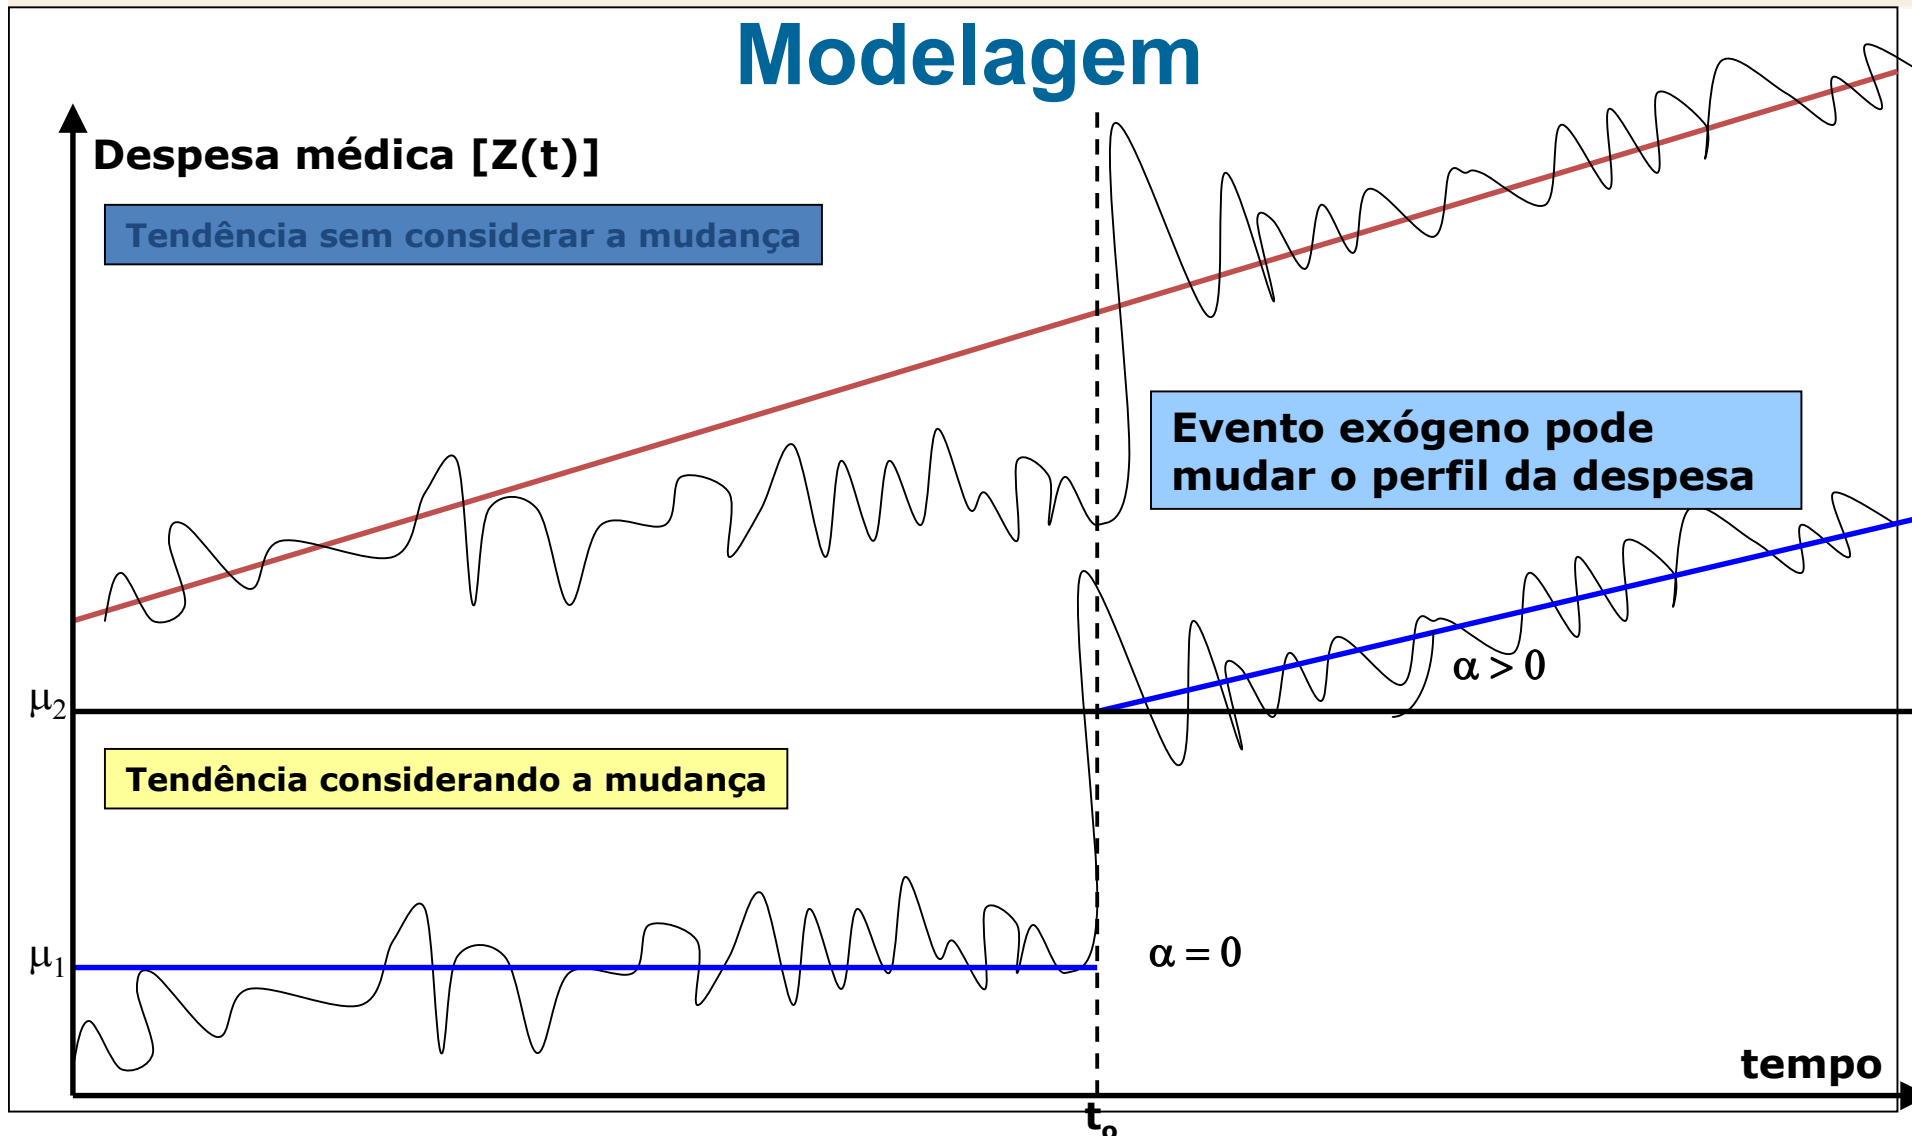 Modelagem
Despesa médica [Z(t)]
Tendência sem considerar a mudança
Evento exógeno pode
mudar o perfil da despesa
α > 0
μ2
Tendência considerando a mudança
μ1
α = 0
tempo
to